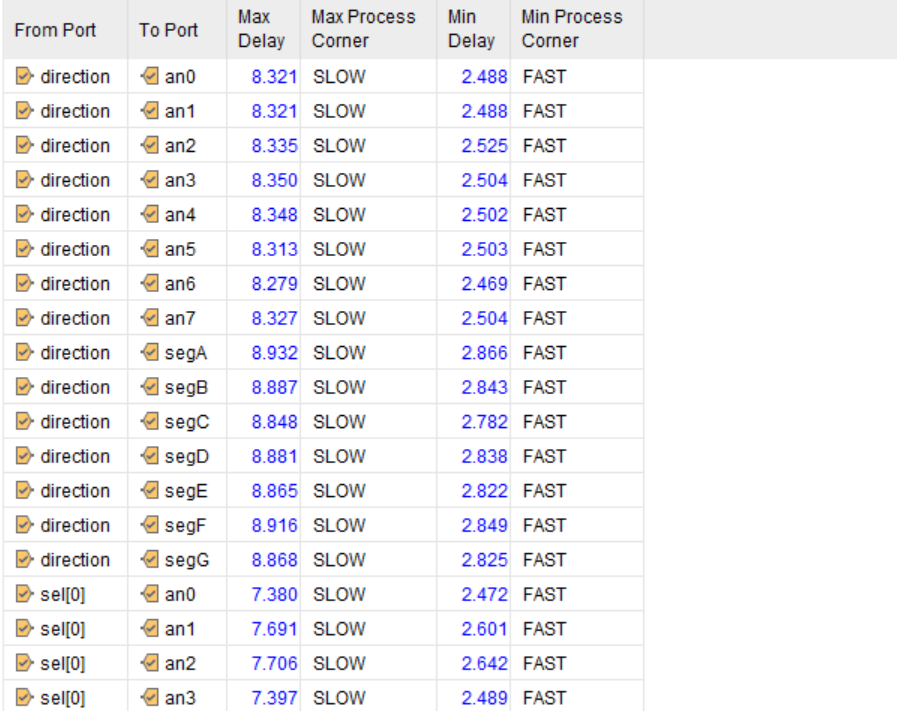 From Port To Port Max Delay Max Process Corner Min Delay Min Process Corner
direction an0 8.321 SLOW 2.488 FAST
direction an1 8.321 SLOW 2.488 FAST
direction an2 8.335 SLOW 2.525 FAST
direction an3 8.350 SLOW 2.504 FAST
direction an4 8.348 SLOW 2.502 FAST
direction an5 8.313 SLOW 2.503 FAST
direction an6 8.279 SLOW 2.469 FAST
direction an7 8.327 SLOW 2.504 FAST
direction segA 8.932 SLOW 2.866 FAST
direction segB 8.887 SLOW 2.843 FAST
direction segC 8.848 SLOW 2.782 FAST
direction segD 8.881 SLOW 2.838 FAST
direction segE 8.865 SLOW 2.822 FAST
direction segF 8.916 SLOW 2.849 FAST
direction segG 8.868 SLOW 2.825 FAST
sel[0] an0 7.380 SLOW 2.472 FAST
sel[0] an1 7.691 SLOW 2.601 FAST
sel[0] an2 7.706 SLOW 2.642 FAST
sel[0] an3 7.397 SLOW 2.489 FAST